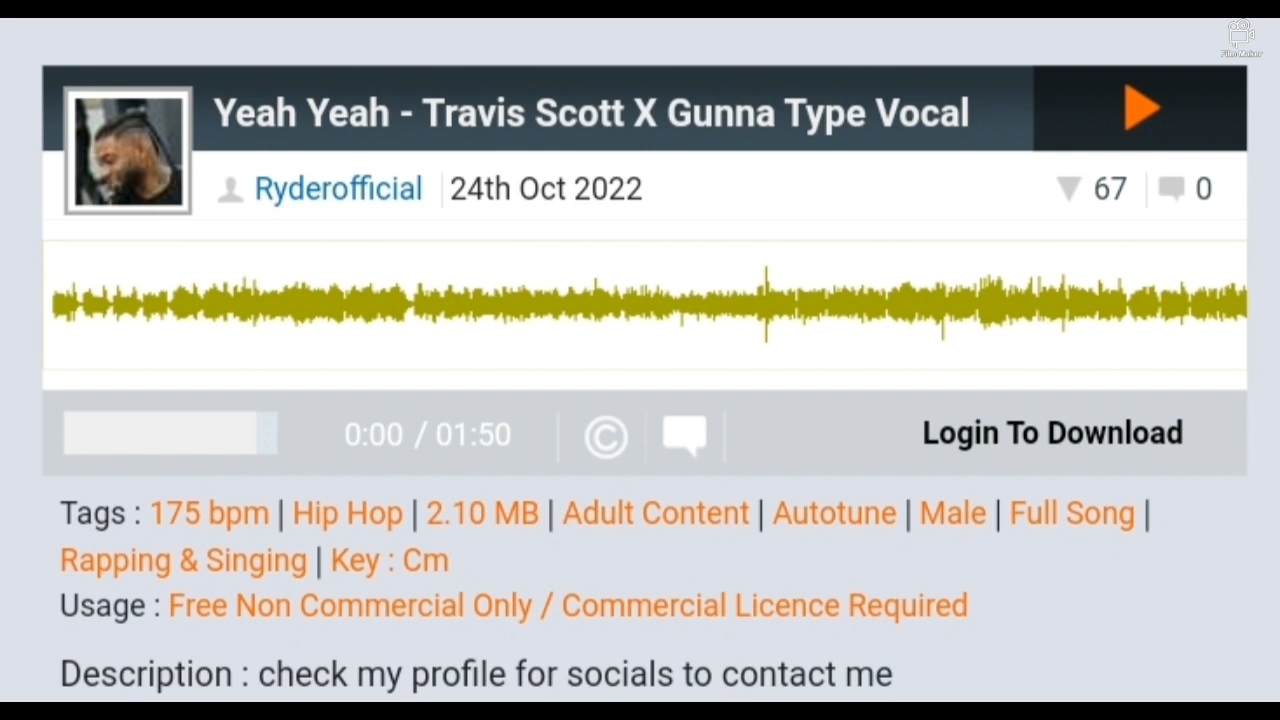 Film Maker
Yeah Yeah - Travis Scott X Gunna Type Vocal
Ryderofficial 24th Oct 2022 67 0
0:00 / 01:50 © Login To Download
Tags : 175 bpm | Hip Hop | 2.10 MB | Adult Content | Autotune | Male | Full Song |
Rapping & Singing | Key : Cm
Usage : Free Non Commercial Only / Commercial Licence Required
Description : check my profile for socials to contact me